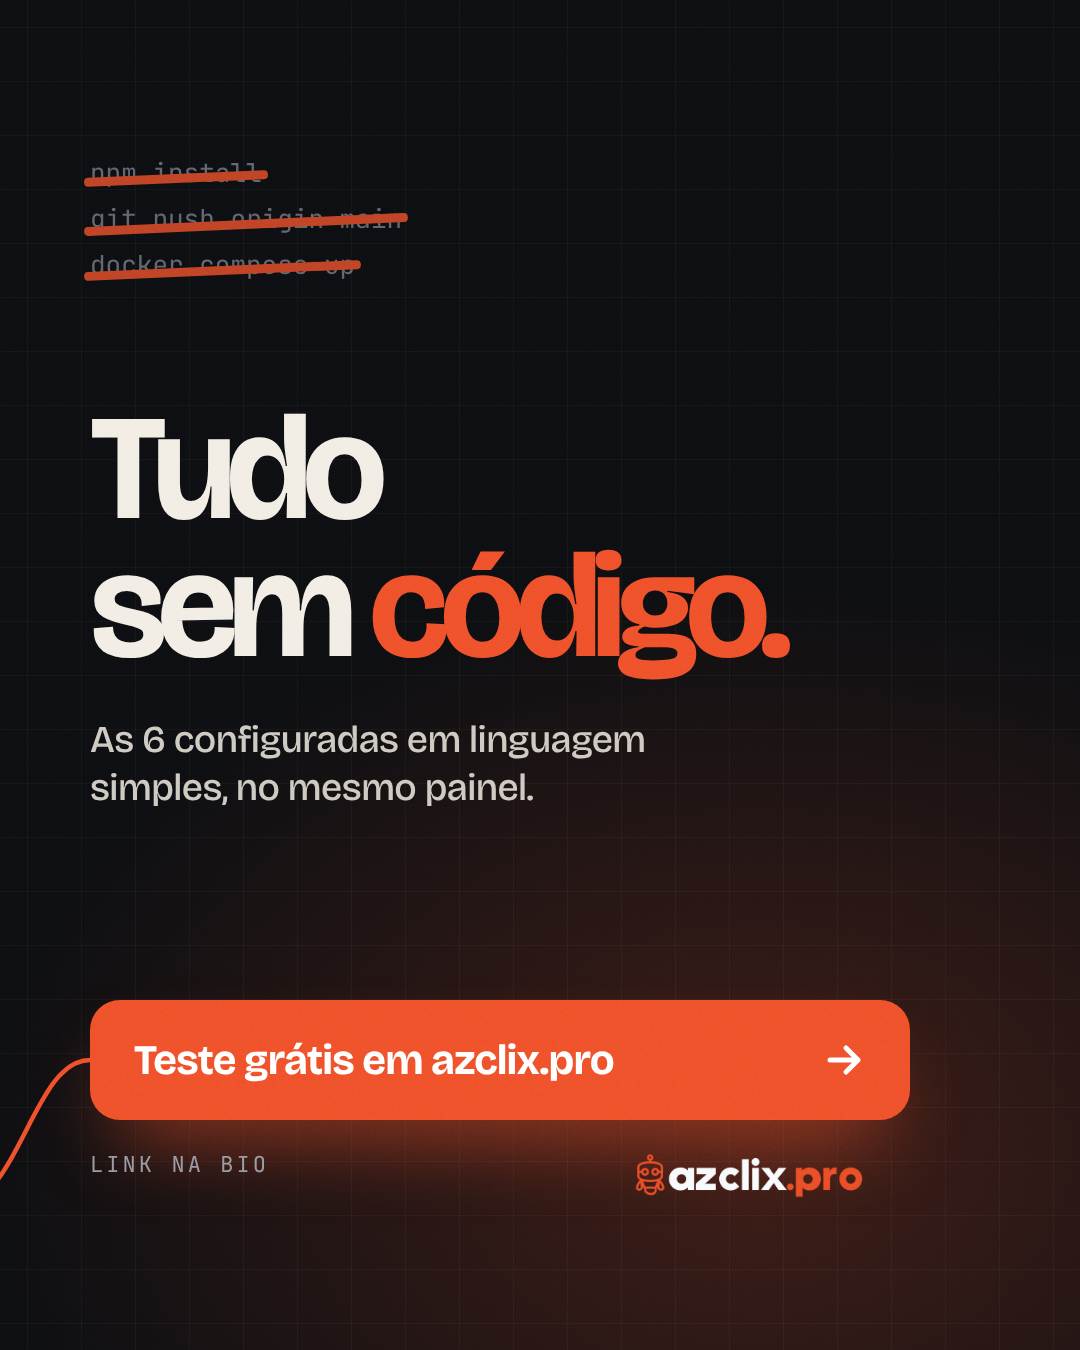 npm install
git push origin main
docker compose up
Tudo
sem código.
As 6 configuradas em linguagem
simples, no mesmo painel.
Teste grátis em azclix.pro →
LINK NA BIO
azclix.pro